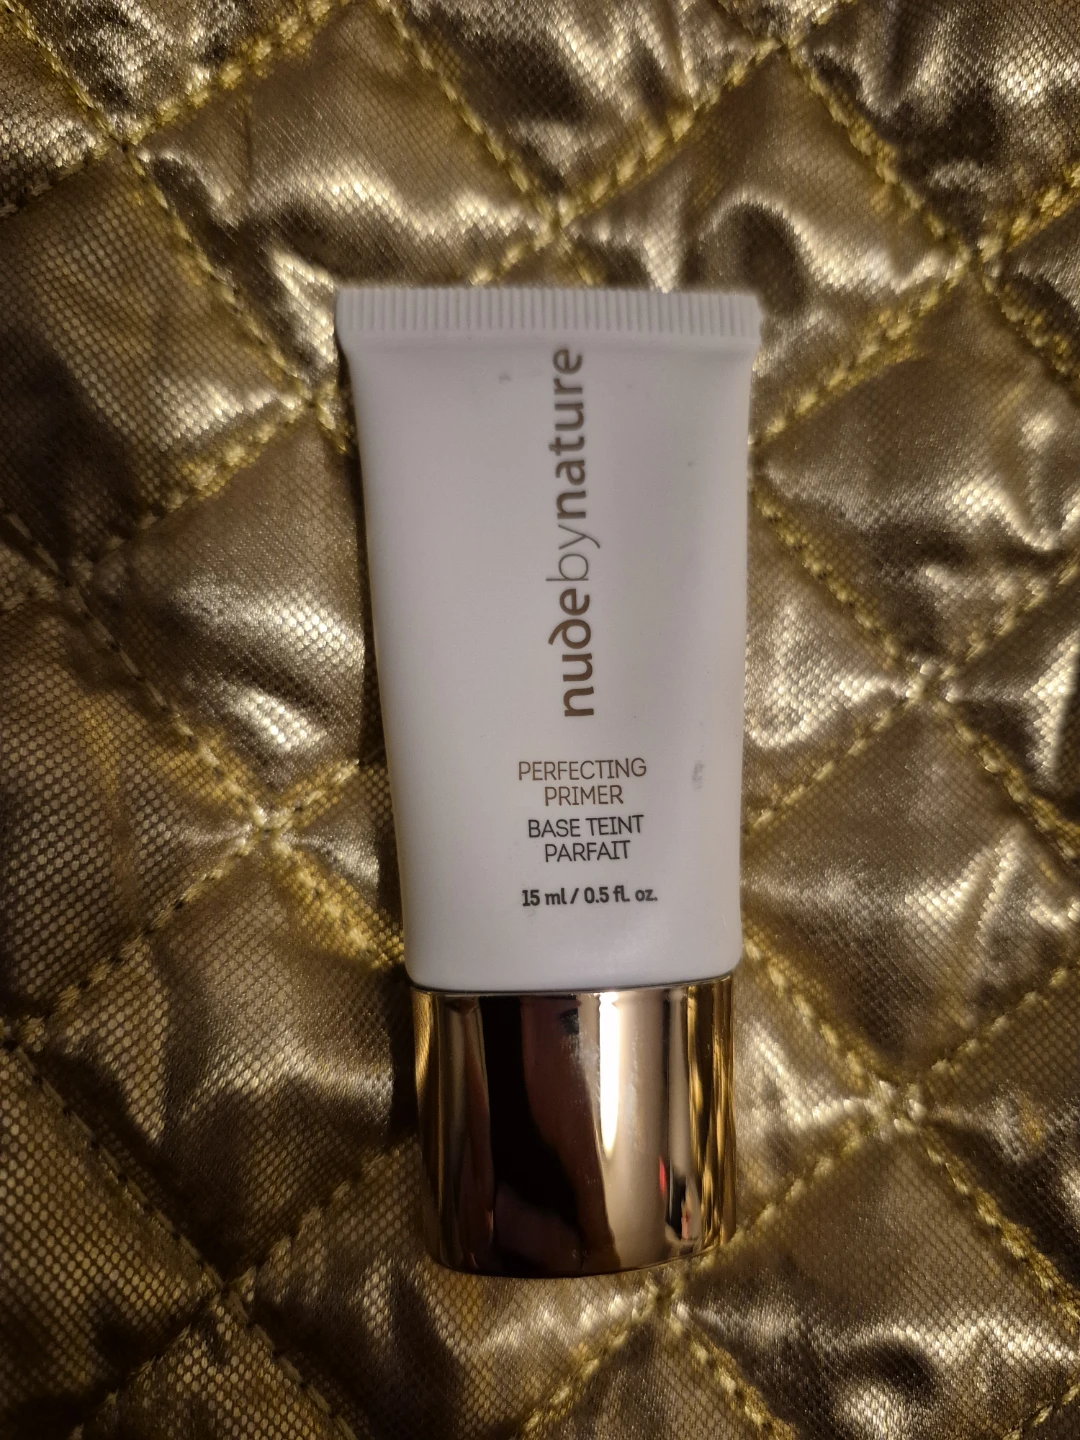 nudebynature
PERFECTING
PRIMER
BASE TEINT
PARFAIT
15 ml / 0.5 fl. oz.